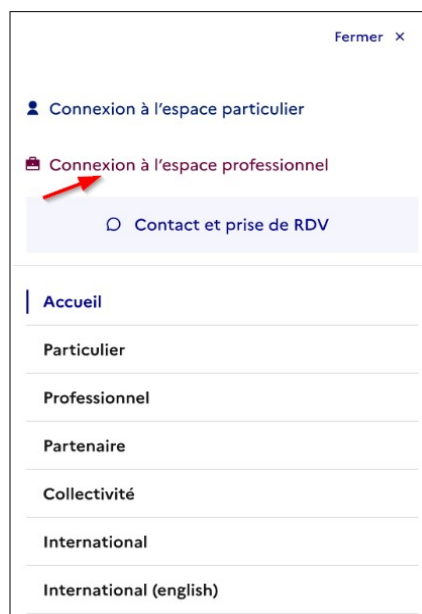 Fermer ×
Connexion à l'espace particulier
Connexion à l'espace professionnel
Contact et prise de RDV
Accueil
Particulier
Professionnel
Partenaire
Collectivité
International
International (english)